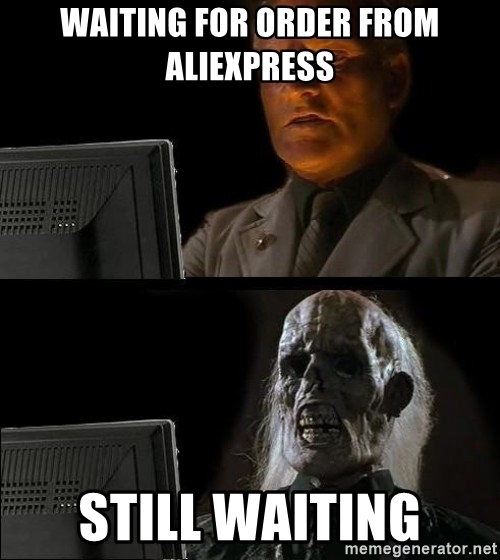 WAITING FOR ORDER FROM
ALIEXPRESS
STILL WAITING
memegenerator.net